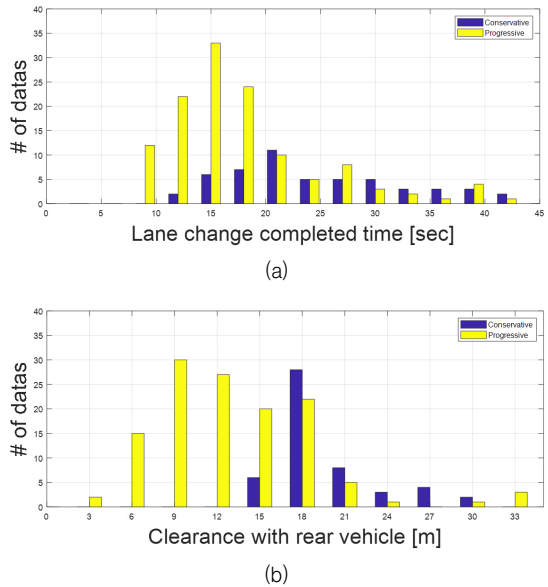 40
35
30
25
20
15
10
5
0
# of datas
Conservative
Progressive
0 5 10 15 20 25 30 35 40 45
Lane change completed time [sec]
(a)
40
35
30
25
20
15
10
5
0
# of datas
Conservative
Progressive
0 3 6 9 12 15 18 21 24 27 30 33
Clearance with rear vehicle [m]
(b)